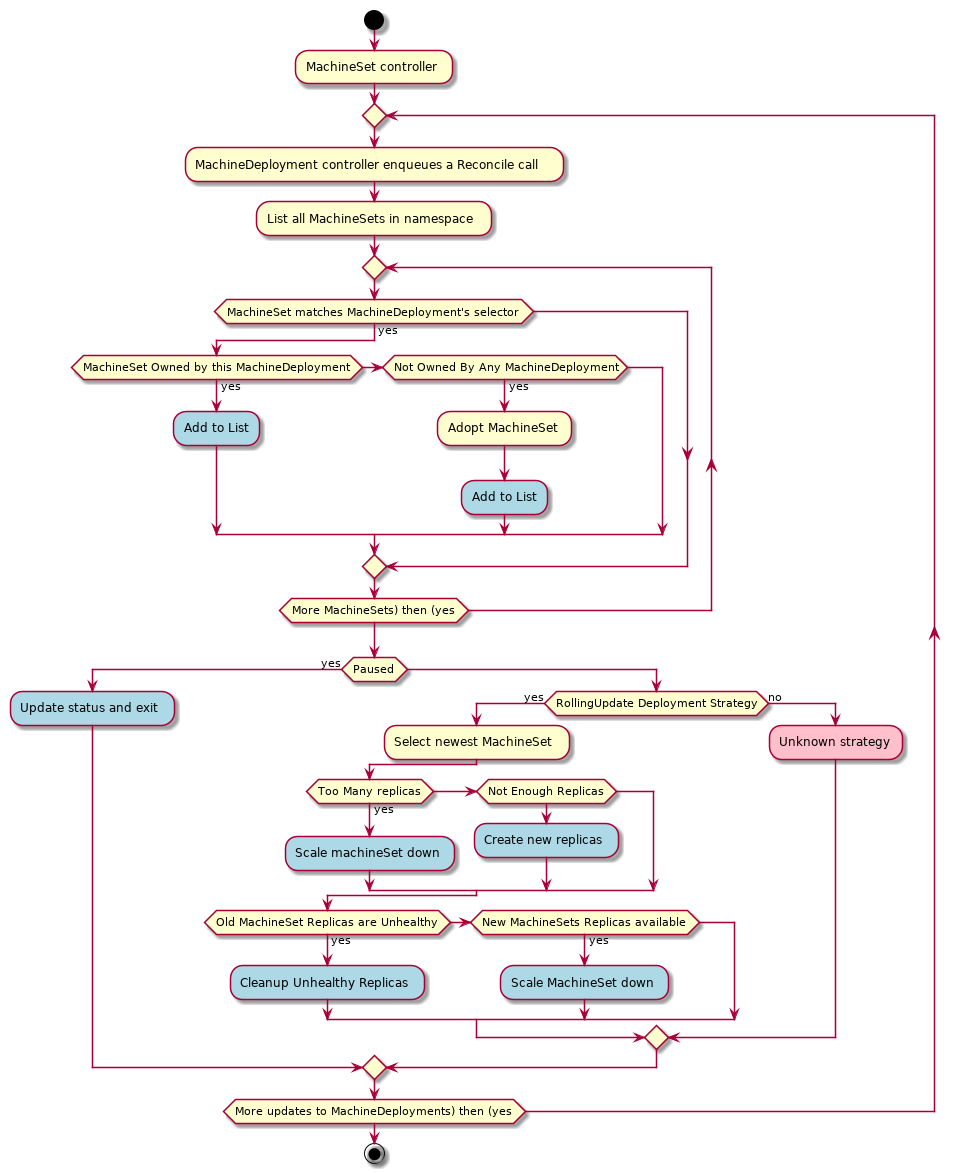 MachineSet controller
MachineDeployment controller enqueues a Reconcile call
List all MachineSets in namespace
MachineSet matches MachineDeployment's selector
yes
MachineSet Owned by this MachineDeployment
Not Owned By Any MachineDeployment
yes
yes
Add to List
Adopt MachineSet
Add to List
More MachineSets) then (yes
yes
Paused
Update status and exit
yes
RollingUpdate Deployment Strategy
no
Select newest MachineSet
Unknown strategy
Too Many replicas
Not Enough Replicas
yes
Scale machineSet down
Create new replicas
Old MachineSet Replicas are Unhealthy
New MachineSets Replicas available
yes
yes
Cleanup Unhealthy Replicas
Scale MachineSet down
More updates to MachineDeployments) then (yes